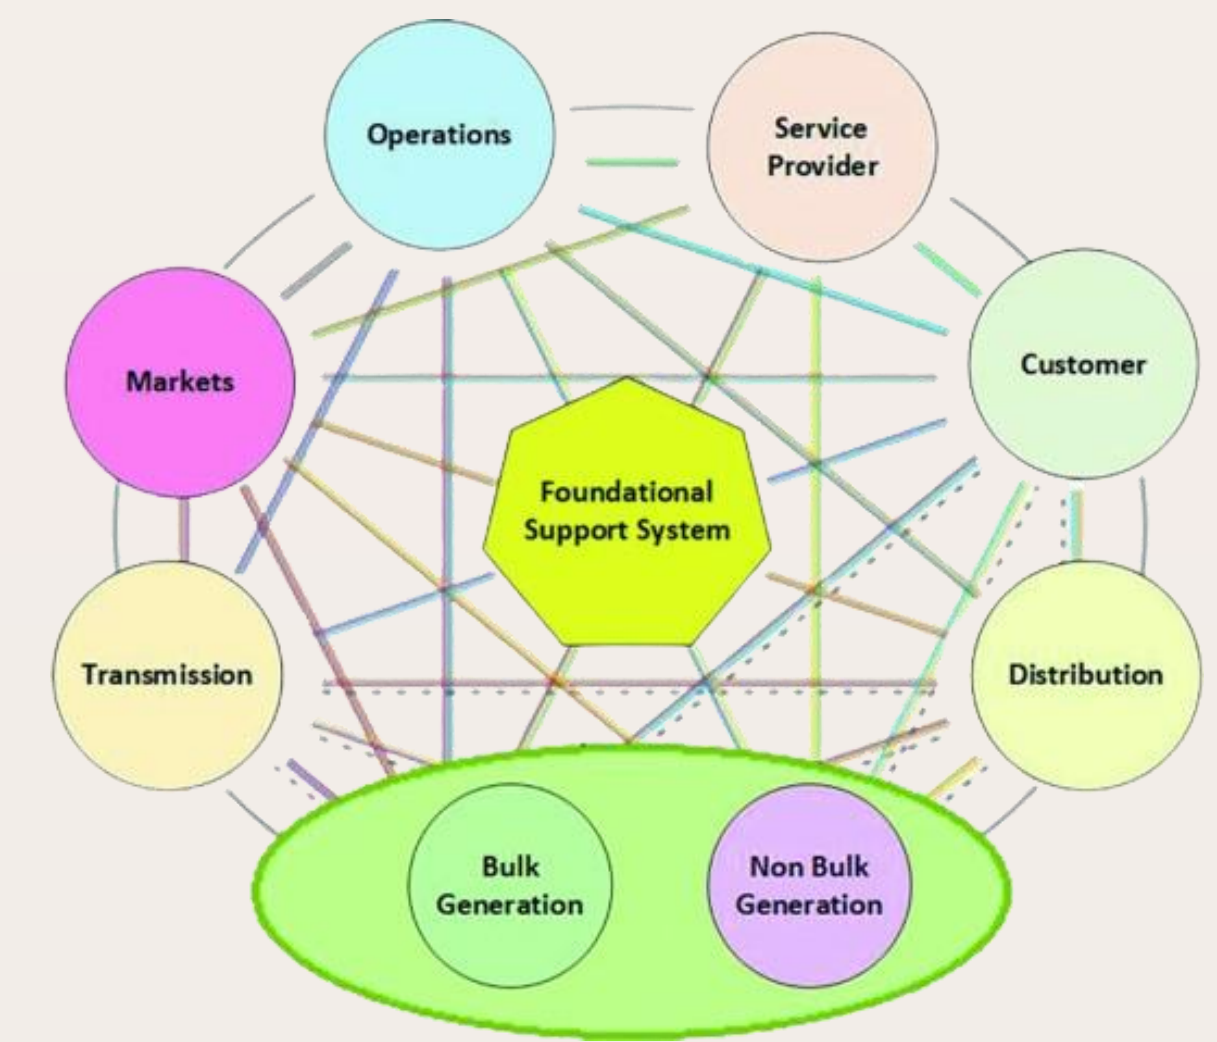 Operations
Service
Provider
Markets
Customer
Foundational
Support System
Transmission
Distribution
Bulk
Generation
Non Bulk
Generation